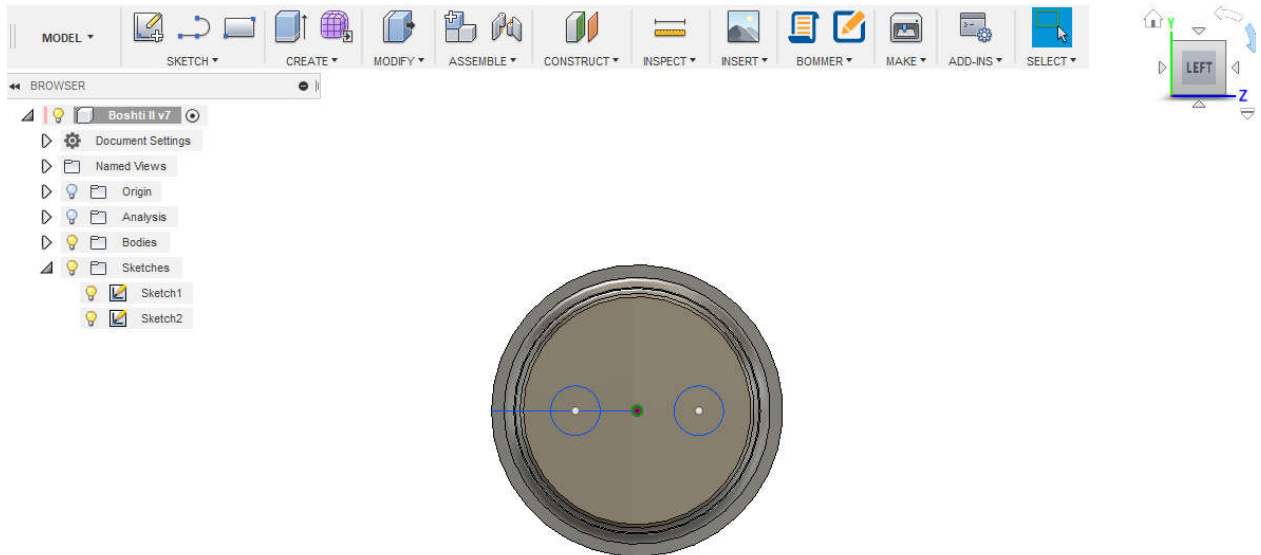 MODEL ▾
SKETCH ▾ CREATE ▾ MODIFY ▾ ASSEMBLE ▾ CONSTRUCT ▾ INSPECT ▾ INSERT ▾ BOMMER ▾ MAKE ▾ ADD-INS ▾ SELECT ▾
BROWSER
Boshti II v7
Document Settings
Named Views
Origin
Analysis
Bodies
Sketches
Sketch1
Sketch2
Y
LEFT
Z